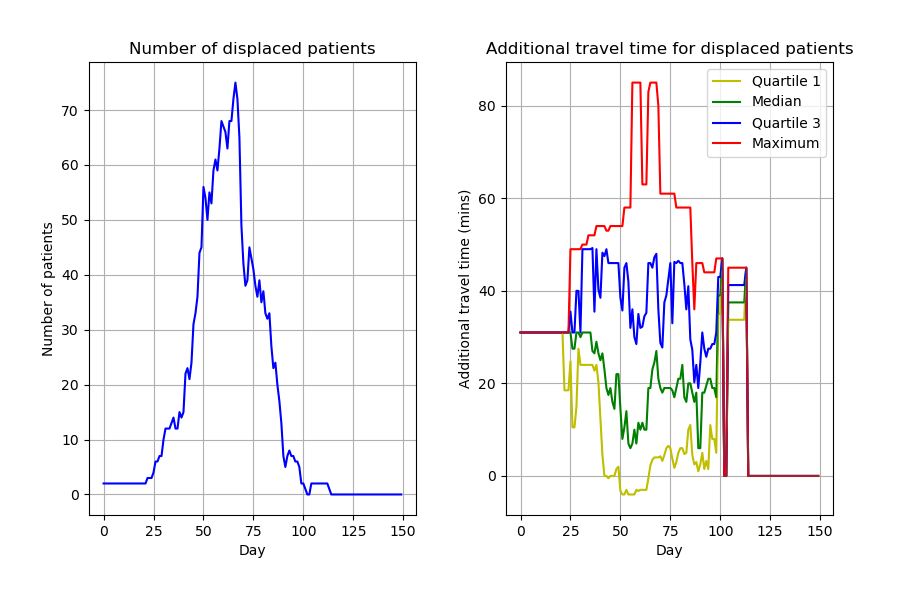 Number of displaced patients
Number of patients
70
60
50
40
30
20
10
0
0 25 50 75 100 125 150
Day
Additional travel time for displaced patients
Additional travel time (mins)
80
60
40
20
0
Quartile 1
Median
Quartile 3
Maximum
0 25 50 75 100 125 150
Day